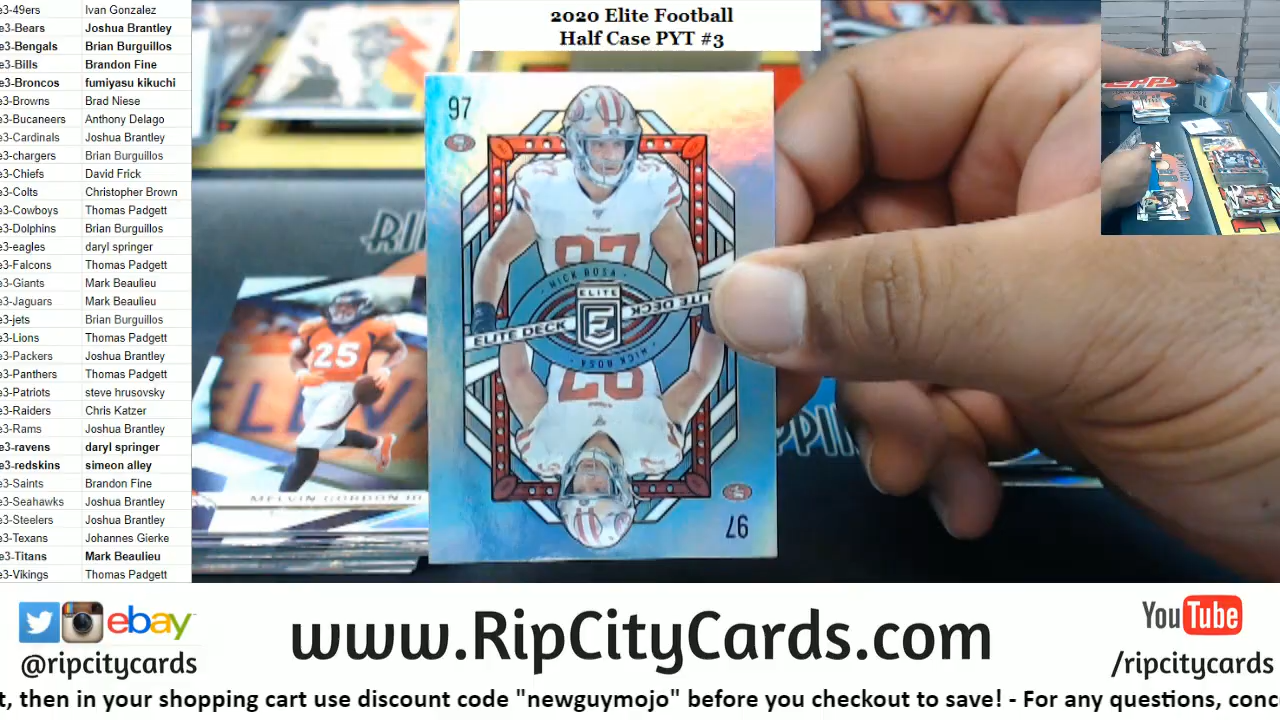 e3-49ers Ivan Gonzalez
e3-Bears Joshua Brantley
e3-Bengals Brian Burguillos
e3-Bills Brandon Fine
e3-Broncos fumiyasu kikuchi
e3-Browns Brad Niese
e3-Bucaneers Anthony Delago
e3-Cardinals Joshua Brantley
e3-chargers Brian Burguillos
e3-Chiefs David Frick
e3-Colts Christopher Brown
e3-Cowboys Thomas Padgett
e3-Dolphins Brian Burguillos
e3-eagles daryl springer
e3-Falcons Thomas Padgett
e3-Giants Mark Beaulieu
e3-Jaguars Mark Beaulieu
e3-jets Brian Burguillos
e3-Lions Thomas Padgett
e3-Packers Joshua Brantley
e3-Panthers Thomas Padgett
e3-Patriots steve hrusovsky
e3-Raiders Chris Katzer
e3-Rams Joshua Brantley
e3-ravens daryl springer
e3-redskins simeon alley
e3-Saints Brandon Fine
e3-Seahawks Joshua Brantley
e3-Steelers Joshua Brantley
e3-Texans Johannes Gierke
e3-Titans Mark Beaulieu
e3-Vikings Thomas Padgett
2020 Elite Football
Half Case PYT #3
97
97
NICK BOSA
ELITE
E
ELITE DECK
ELITE DECK
NICK BOSA
97
97
25
MELVIN GORDON III
ebay
@ripcitycards
www.RipCityCards.com
YouTube
/ripcitycards
t, then in your shopping cart use discount code "newguymojo" before you checkout to save! - For any questions, conc